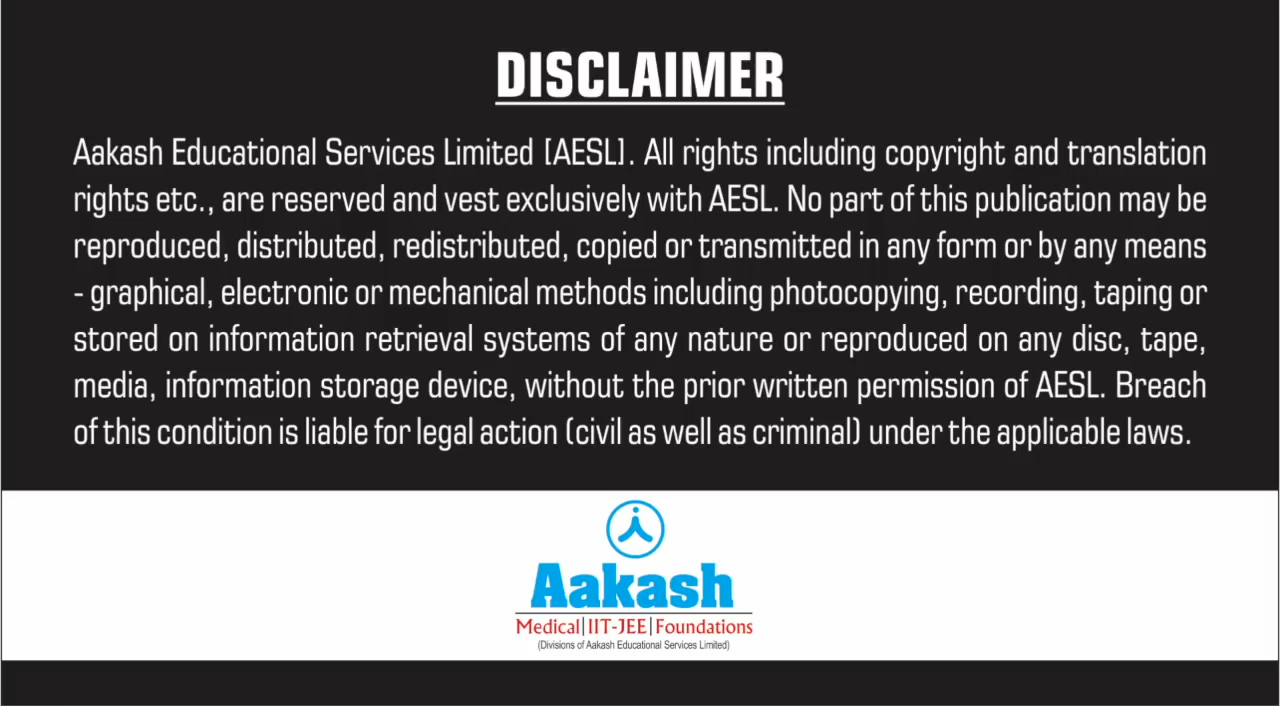 DISCLAIMER
Aakash Educational Services Limited [AESL]. All rights including copyright and translation
rights etc., are reserved and vest exclusively with AESL. No part of this publication may be
reproduced, distributed, redistributed, copied or transmitted in any form or by any means
- graphical, electronic or mechanical methods including photocopying, recording, taping or
stored on information retrieval systems of any nature or reproduced on any disc, tape,
media, information storage device, without the prior written permission of AESL. Breach
of this condition is liable for legal action (civil as well as criminal) under the applicable laws.
Aakash
Medical|IIT-JEE|Foundations
(Divisions of Aakash Educational Services Limited)